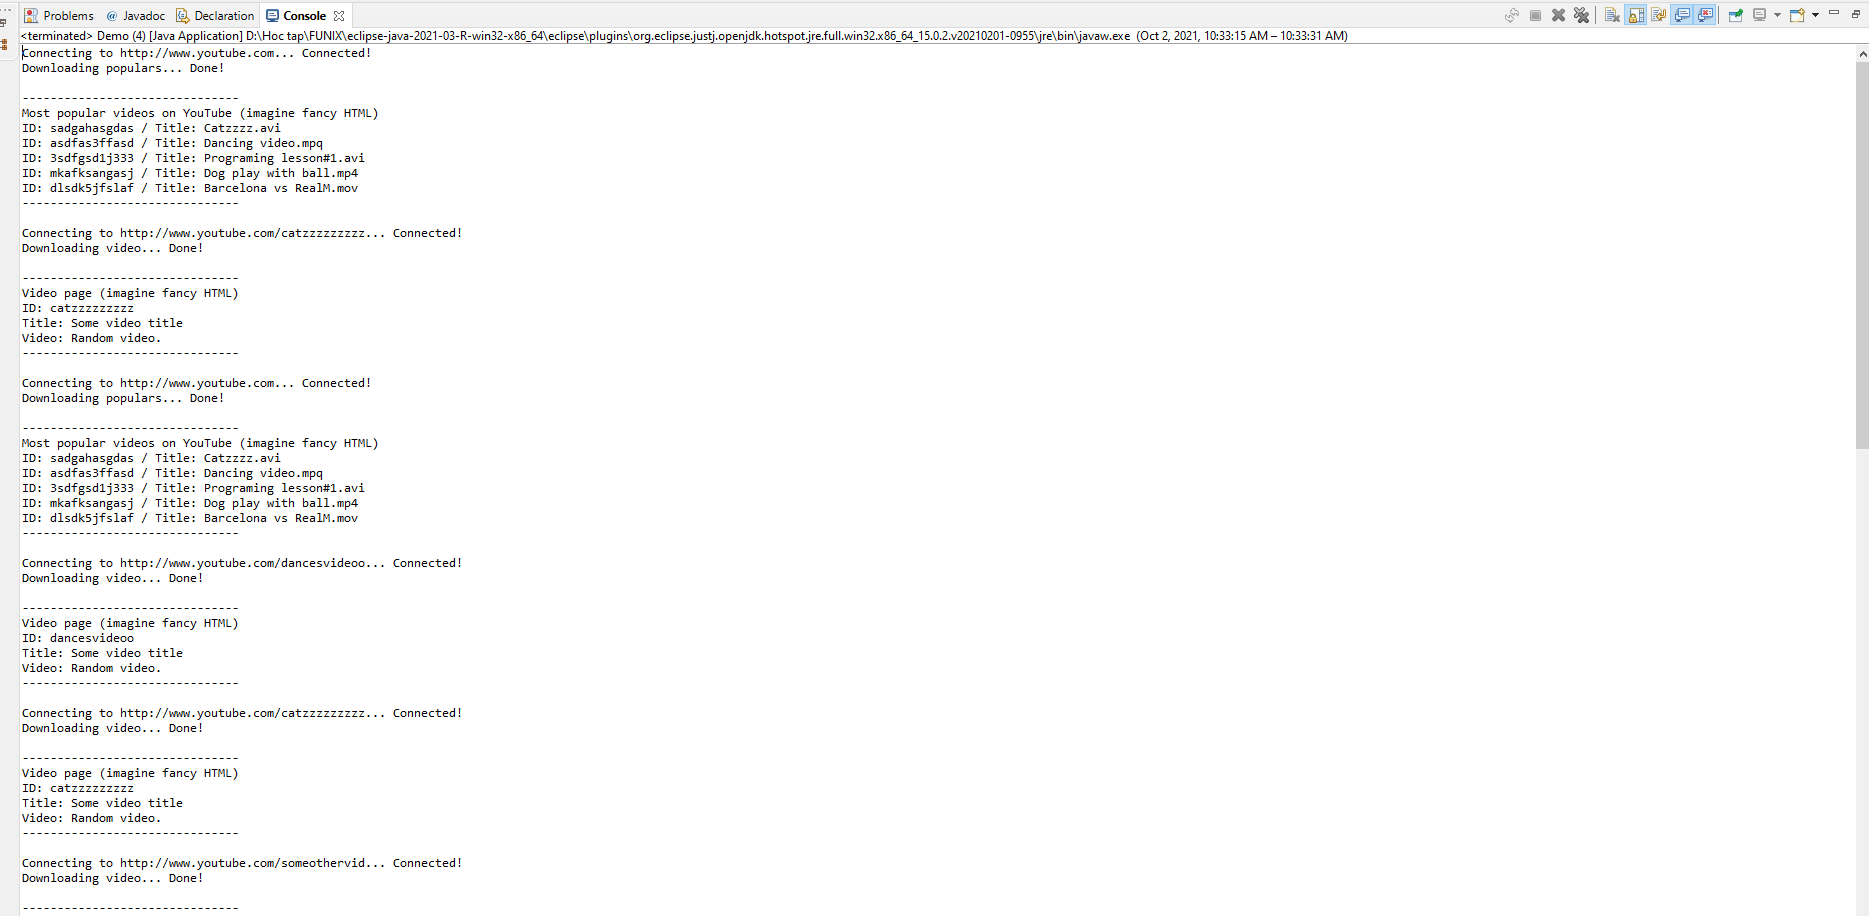 Problems @ Javadoc Declaration Console
<terminated> Demo (4) [Java Application] D:\Hoc tap\FUNIX\eclipse-java-2021-03-R-win32-x86_64\eclipse\plugins\org.eclipse.justj.openjdk.hotspot.jre.full.win32.x86_64_15.0.2.v20210201-0955\jre\bin\javaw.exe (Oct 2, 2021, 10:33:15 AM – 10:33:31 AM)
Connecting to http://www.youtube.com... Connected!
Downloading populars... Done!
-------------------------------
Most popular videos on YouTube (imagine fancy HTML)
ID: sadgahasgdas / Title: Catzzzz.avi
ID: asdfas3ffasd / Title: Dancing video.mpq
ID: 3sdfgsd1j333 / Title: Programing lesson#1.avi
ID: mkafksangasj / Title: Dog play with ball.mp4
ID: dlsdk5jfslaf / Title: Barcelona vs RealM.mov
-------------------------------
Connecting to http://www.youtube.com/catzzzzzzzzz... Connected!
Downloading video... Done!
-------------------------------
Video page (imagine fancy HTML)
ID: catzzzzzzzzz
Title: Some video title
Video: Random video.
-------------------------------
Connecting to http://www.youtube.com... Connected!
Downloading populars... Done!
-------------------------------
Most popular videos on YouTube (imagine fancy HTML)
ID: sadgahasgdas / Title: Catzzzz.avi
ID: asdfas3ffasd / Title: Dancing video.mpq
ID: 3sdfgsd1j333 / Title: Programing lesson#1.avi
ID: mkafksangasj / Title: Dog play with ball.mp4
ID: dlsdk5jfslaf / Title: Barcelona vs RealM.mov
-------------------------------
Connecting to http://www.youtube.com/dancesvideoo... Connected!
Downloading video... Done!
-------------------------------
Video page (imagine fancy HTML)
ID: dancesvideoo
Title: Some video title
Video: Random video.
-------------------------------
Connecting to http://www.youtube.com/catzzzzzzzzz... Connected!
Downloading video... Done!
-------------------------------
Video page (imagine fancy HTML)
ID: catzzzzzzzzz
Title: Some video title
Video: Random video.
-------------------------------
Connecting to http://www.youtube.com/someothervid... Connected!
Downloading video... Done!
-------------------------------